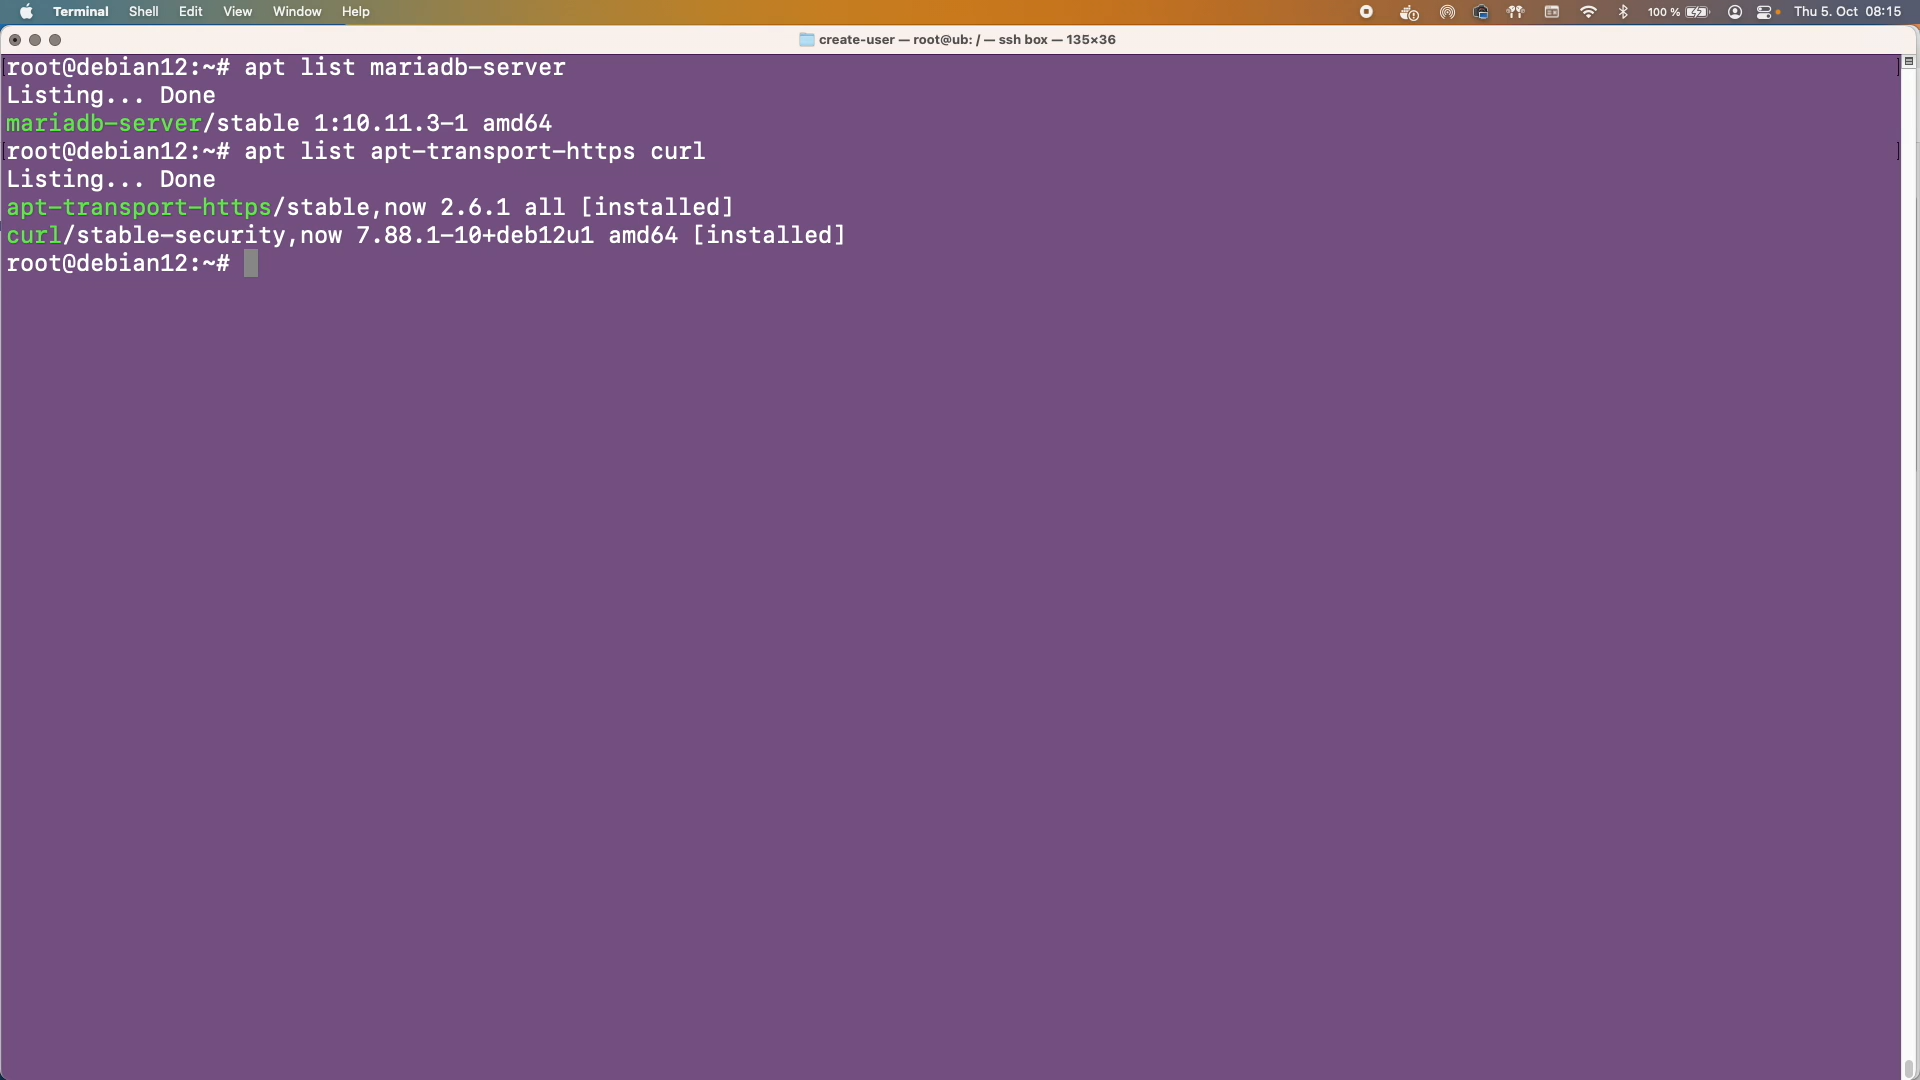 Terminal Shell Edit View Window Help 100 % Thu 5. Oct 08:15
create-user — root@ub: / — ssh box — 135×36
root@debian12:~# apt list mariadb-server
Listing... Done
mariadb-server/stable 1:10.11.3-1 amd64
root@debian12:~# apt list apt-transport-https curl
Listing... Done
apt-transport-https/stable,now 2.6.1 all [installed]
curl/stable-security,now 7.88.1-10+deb12u1 amd64 [installed]
root@debian12:~#